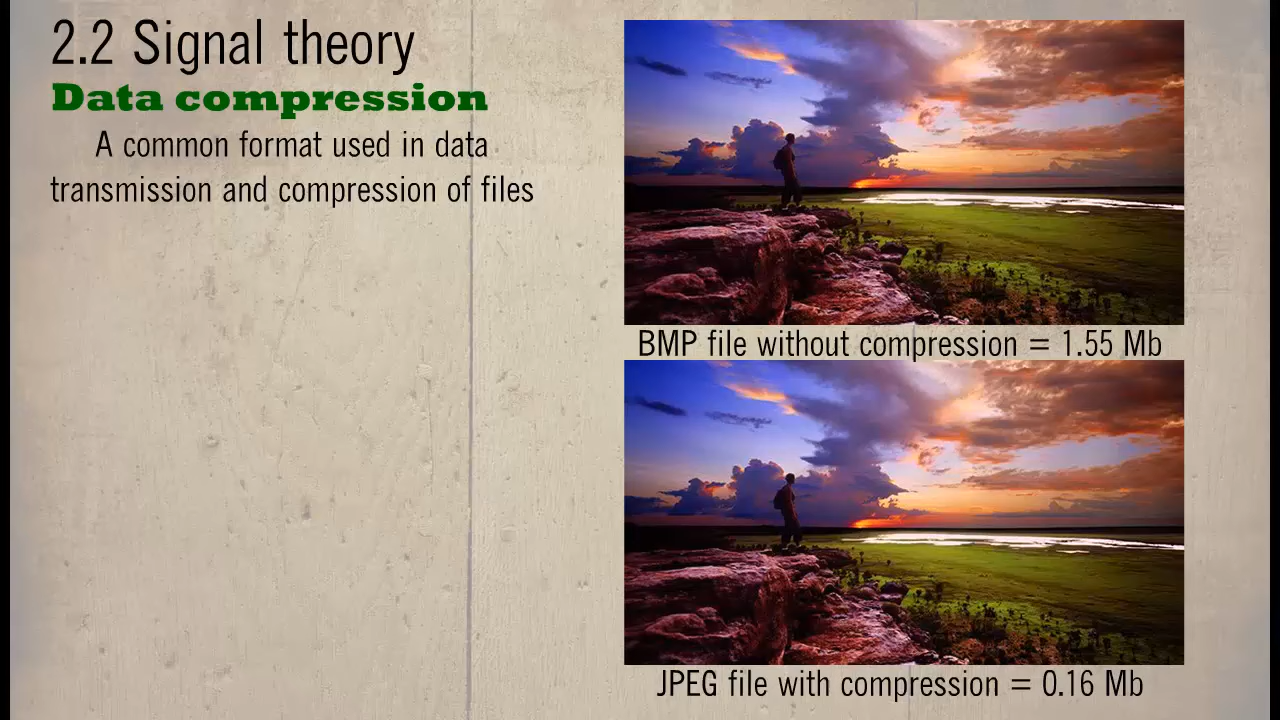 2.2 Signal theory
Data compression
A common format used in data
transmission and compression of files
BMP file without compression = 1.55 Mb
JPEG file with compression = 0.16 Mb